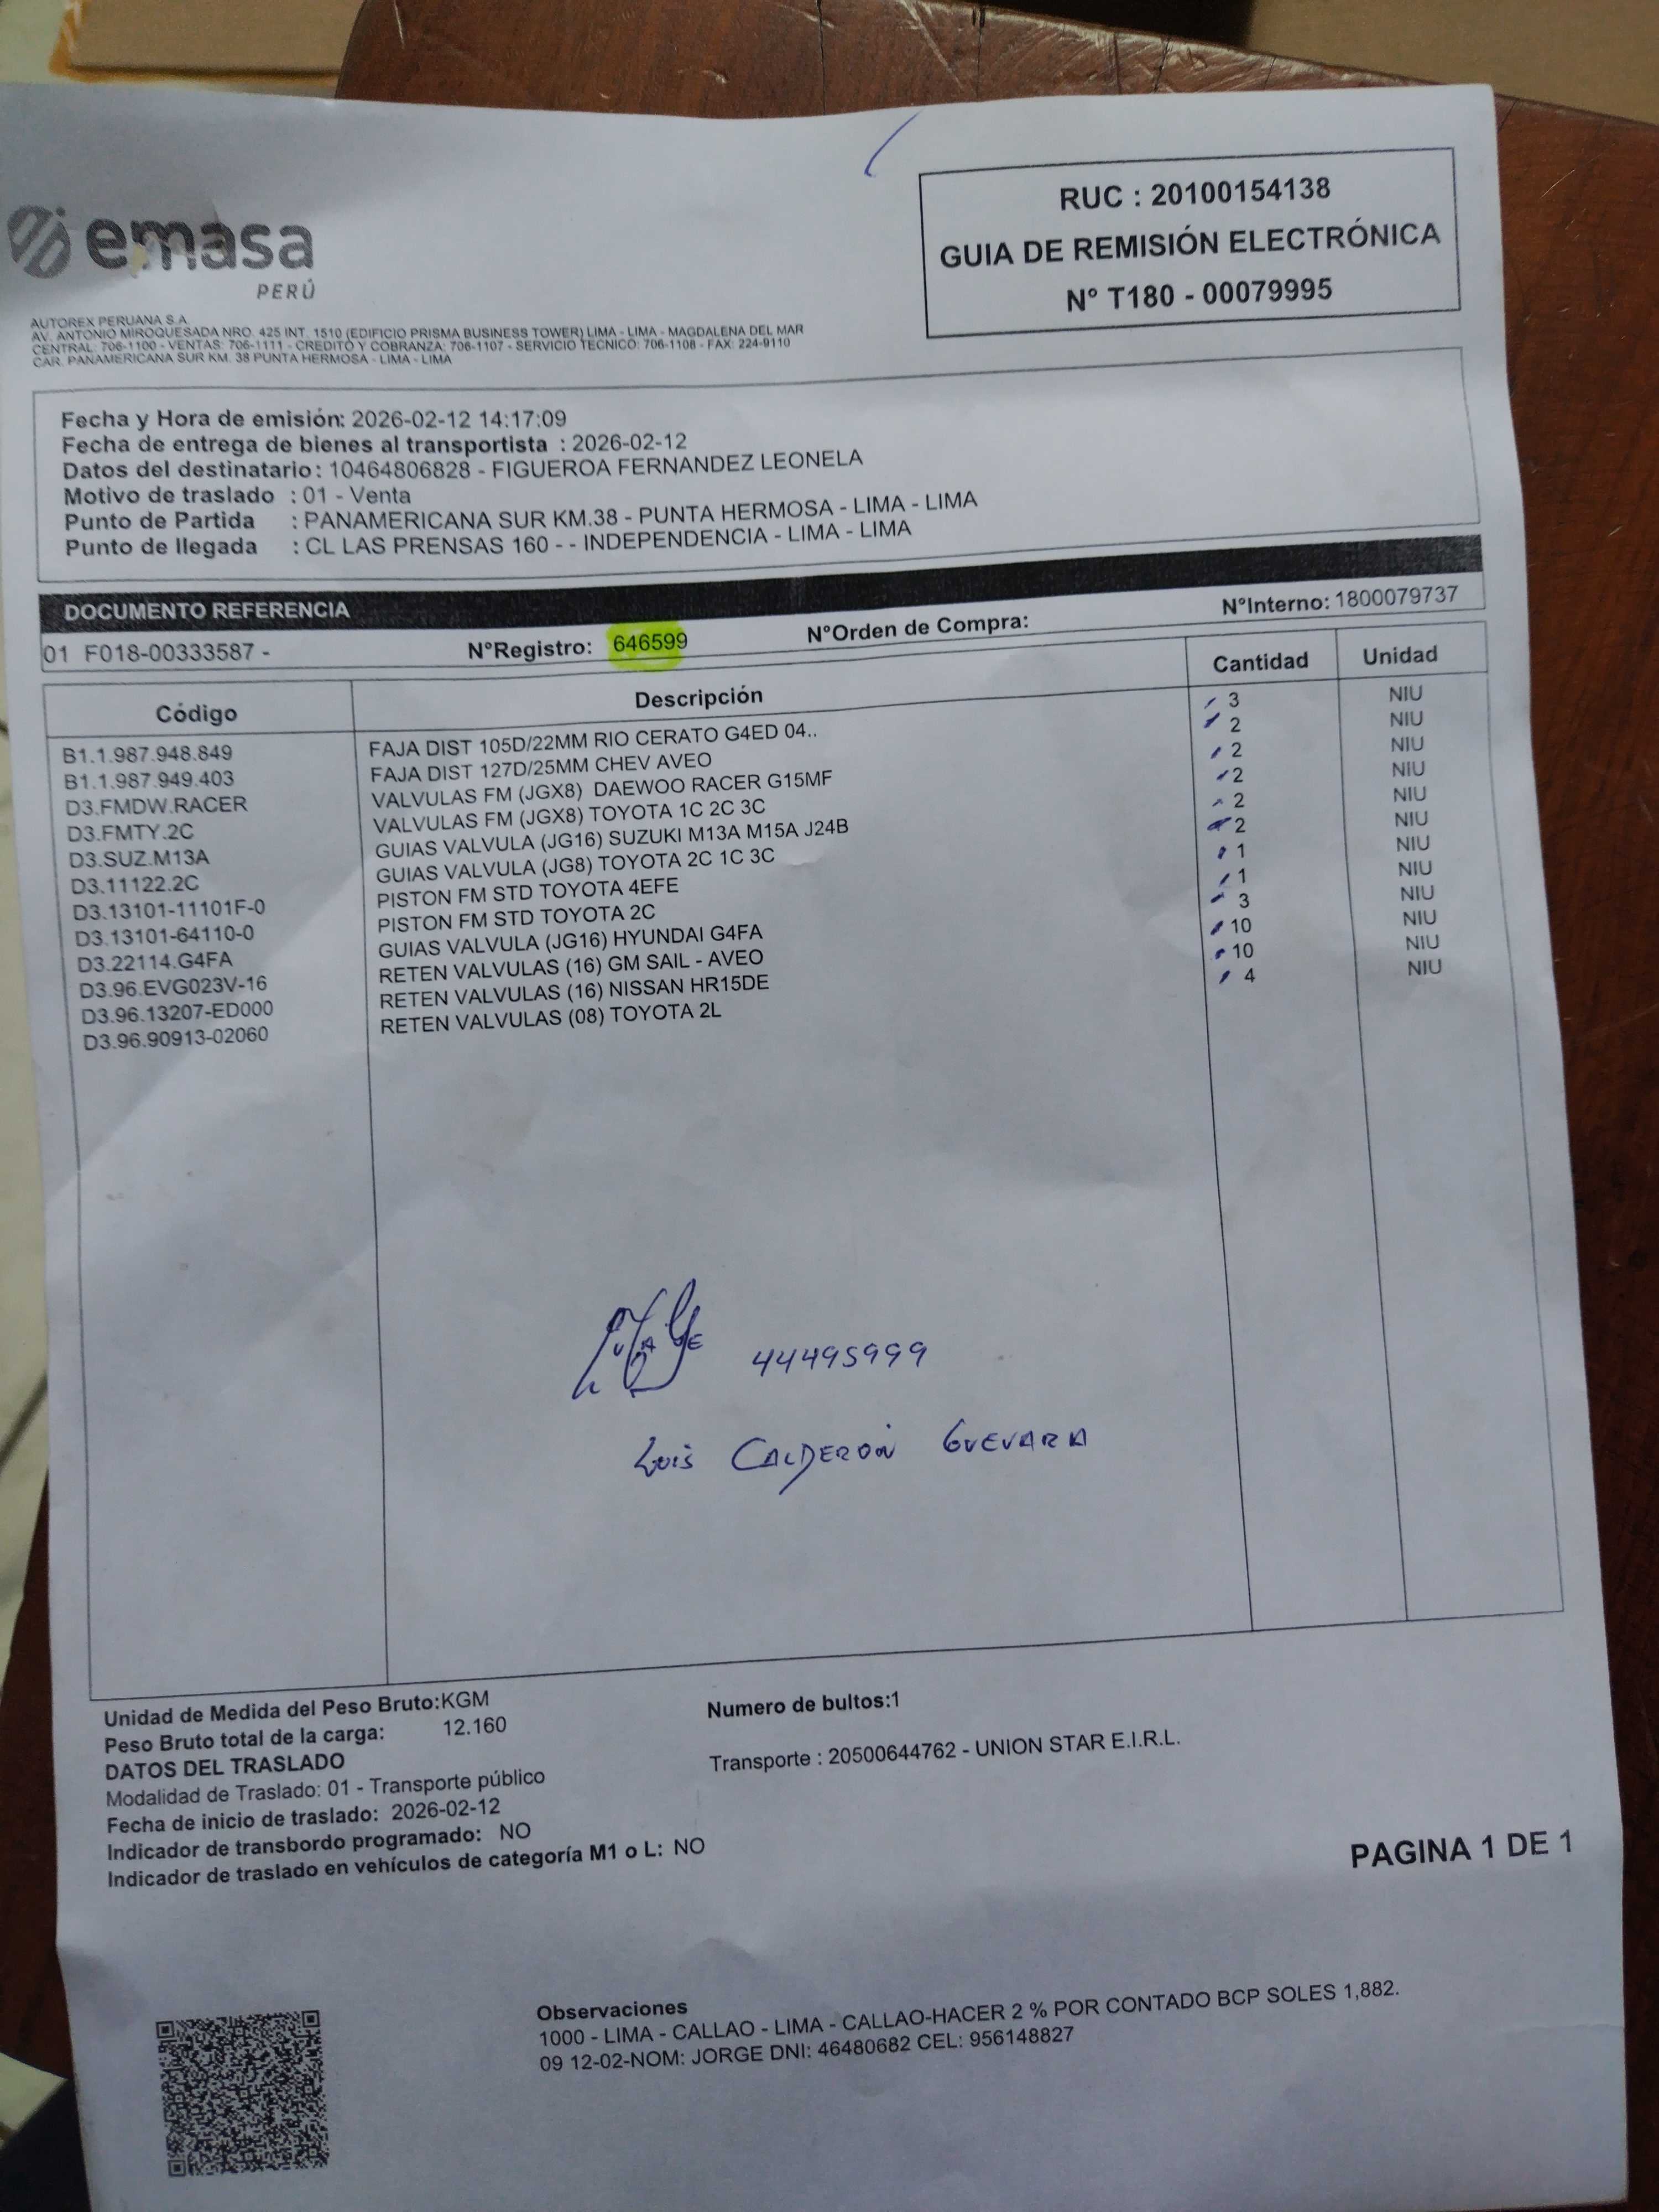 emasa
PERÚ
RUC : 20100154138
GUIA DE REMISIÓN ELECTRÓNICA
N° T180 - 00079995
AUTOREX PERUANA S.A.
AV. ANTONIO MIROQUESADA NRO. 425 INT. 1510 (EDIFICIO PRISMA BUSINESS TOWER) LIMA - LIMA - MAGDALENA DEL MAR
CENTRAL: 706-1100 - VENTAS: 706-1111 - CREDITO Y COBRANZA: 706-1107 - SERVICIO TECNICO: 706-1108 - FAX: 224-9110
CAR. PANAMERICANA SUR KM. 38 PUNTA HERMOSA - LIMA - LIMA
Fecha y Hora de emisión: 2026-02-12 14:17:09
Fecha de entrega de bienes al transportista : 2026-02-12
Datos del destinatario: 10464806828 - FIGUEROA FERNANDEZ LEONELA
Motivo de traslado : 01 - Venta
Punto de Partida : PANAMERICANA SUR KM.38 - PUNTA HERMOSA - LIMA - LIMA
Punto de llegada : CL LAS PRENSAS 160 - - INDEPENDENCIA - LIMA - LIMA
DOCUMENTO REFERENCIA
01 F018-00333587 - N°Registro: 646599 N°Orden de Compra: N°Interno: 1800079737
Código Descripción Cantidad Unidad
B1.1.987.948.849 FAJA DIST 105D/22MM RIO CERATO G4ED 04.. 3 NIU
B1.1.987.949.403 FAJA DIST 127D/25MM CHEV AVEO 2 NIU
D3.FMDW.RACER VALVULAS FM (JGX8) DAEWOO RACER G15MF 2 NIU
D3.FMTY.2C VALVULAS FM (JGX8) TOYOTA 1C 2C 3C 2 NIU
D3.SUZ.M13A GUIAS VALVULA (JG16) SUZUKI M13A M15A J24B 2 NIU
D3.11122.2C GUIAS VALVULA (JG8) TOYOTA 2C 1C 3C 2 NIU
D3.13101-11101F-0 PISTON FM STD TOYOTA 4EFE 1 NIU
D3.13101-64110-0 PISTON FM STD TOYOTA 2C 1 NIU
D3.22114.G4FA GUIAS VALVULA (JG16) HYUNDAI G4FA 3 NIU
D3.96.EVG023V-16 RETEN VALVULAS (16) GM SAIL - AVEO 10 NIU
D3.96.13207-ED000 RETEN VALVULAS (16) NISSAN HR15DE 10 NIU
D3.96.90913-02060 RETEN VALVULAS (08) TOYOTA 2L 4 NIU
44495999
Luis CALDERON GUEVARA
Unidad de Medida del Peso Bruto:KGM Numero de bultos:1
Peso Bruto total de la carga: 12.160
DATOS DEL TRASLADO Transporte : 20500644762 - UNION STAR E.I.R.L.
Modalidad de Traslado: 01 - Transporte público
Fecha de inicio de traslado: 2026-02-12
Indicador de transbordo programado: NO
Indicador de traslado en vehículos de categoría M1 o L: NO
PAGINA 1 DE 1
Observaciones
1000 - LIMA - CALLAO - LIMA - CALLAO-HACER 2 % POR CONTADO BCP SOLES 1,882.
09 12-02-NOM: JORGE DNI: 46480682 CEL: 956148827